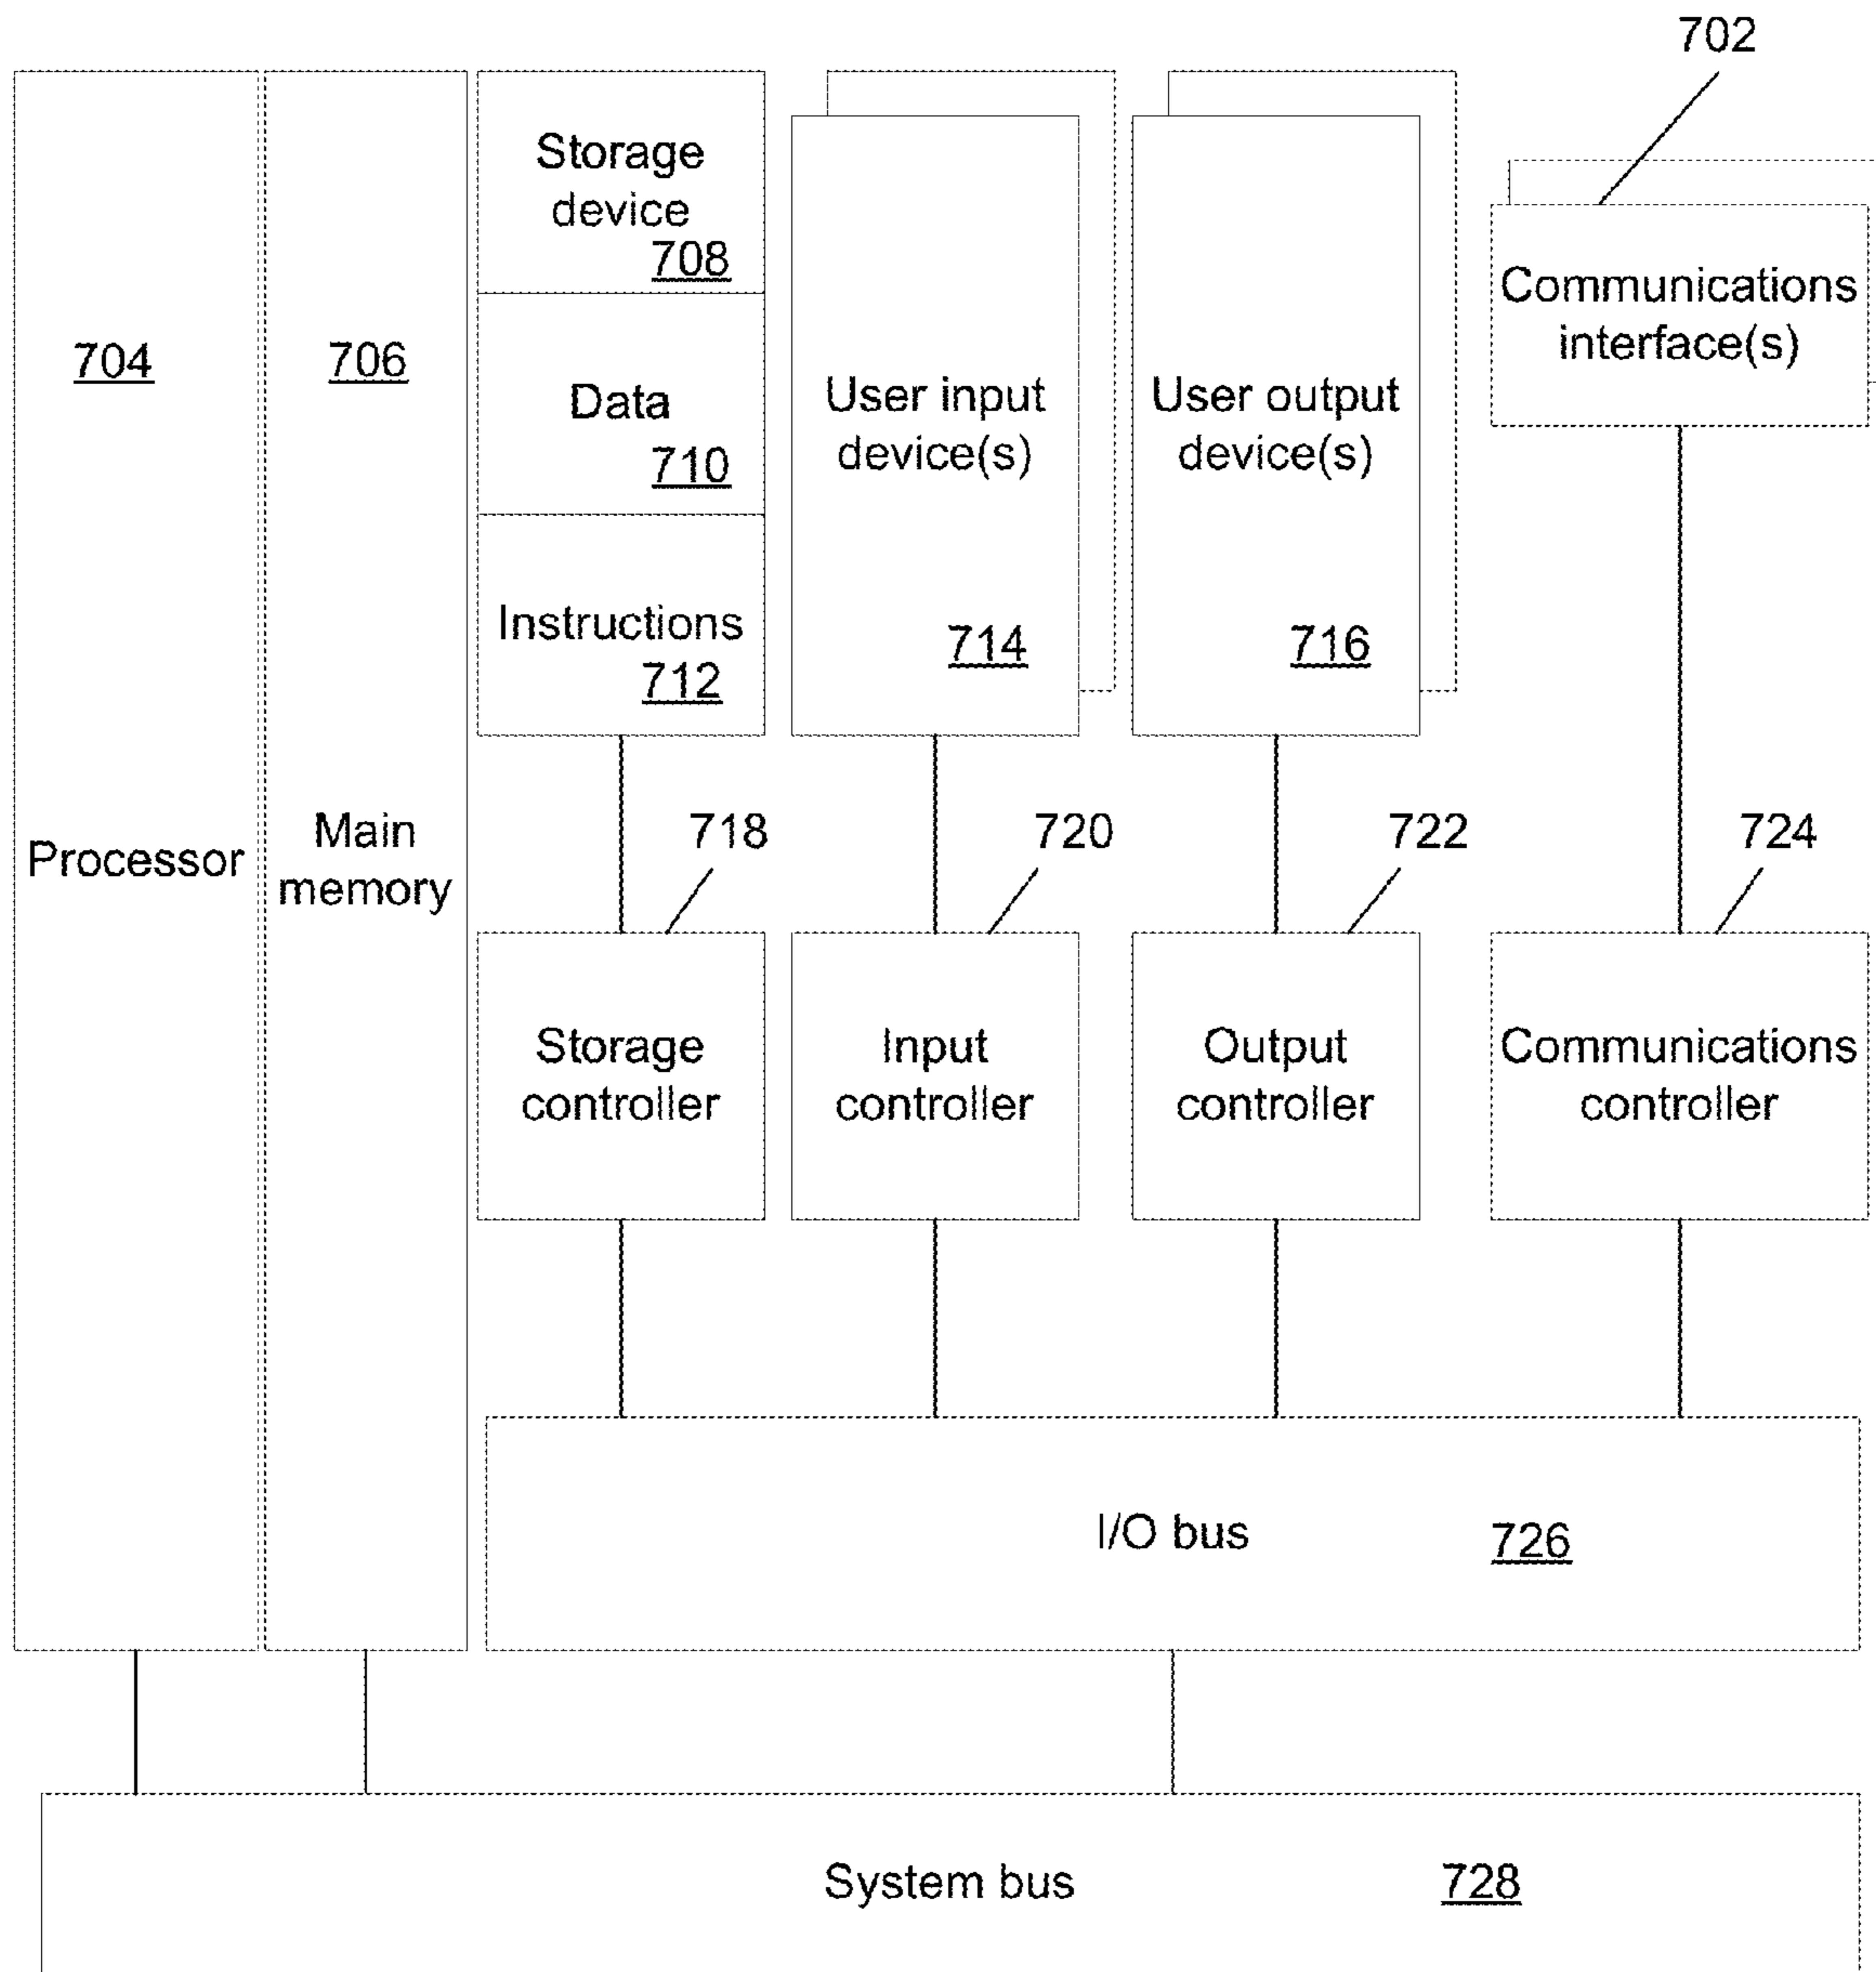 702
Storage
device
708
704
706
Communications
interface(s)
Data
710
User input
device(s)
User output
device(s)
Instructions
712
714
716
718
720
722
724
Processor
Main
memory
Storage
controller
Input
controller
Output
controller
Communications
controller
I/O bus
726
System bus
728